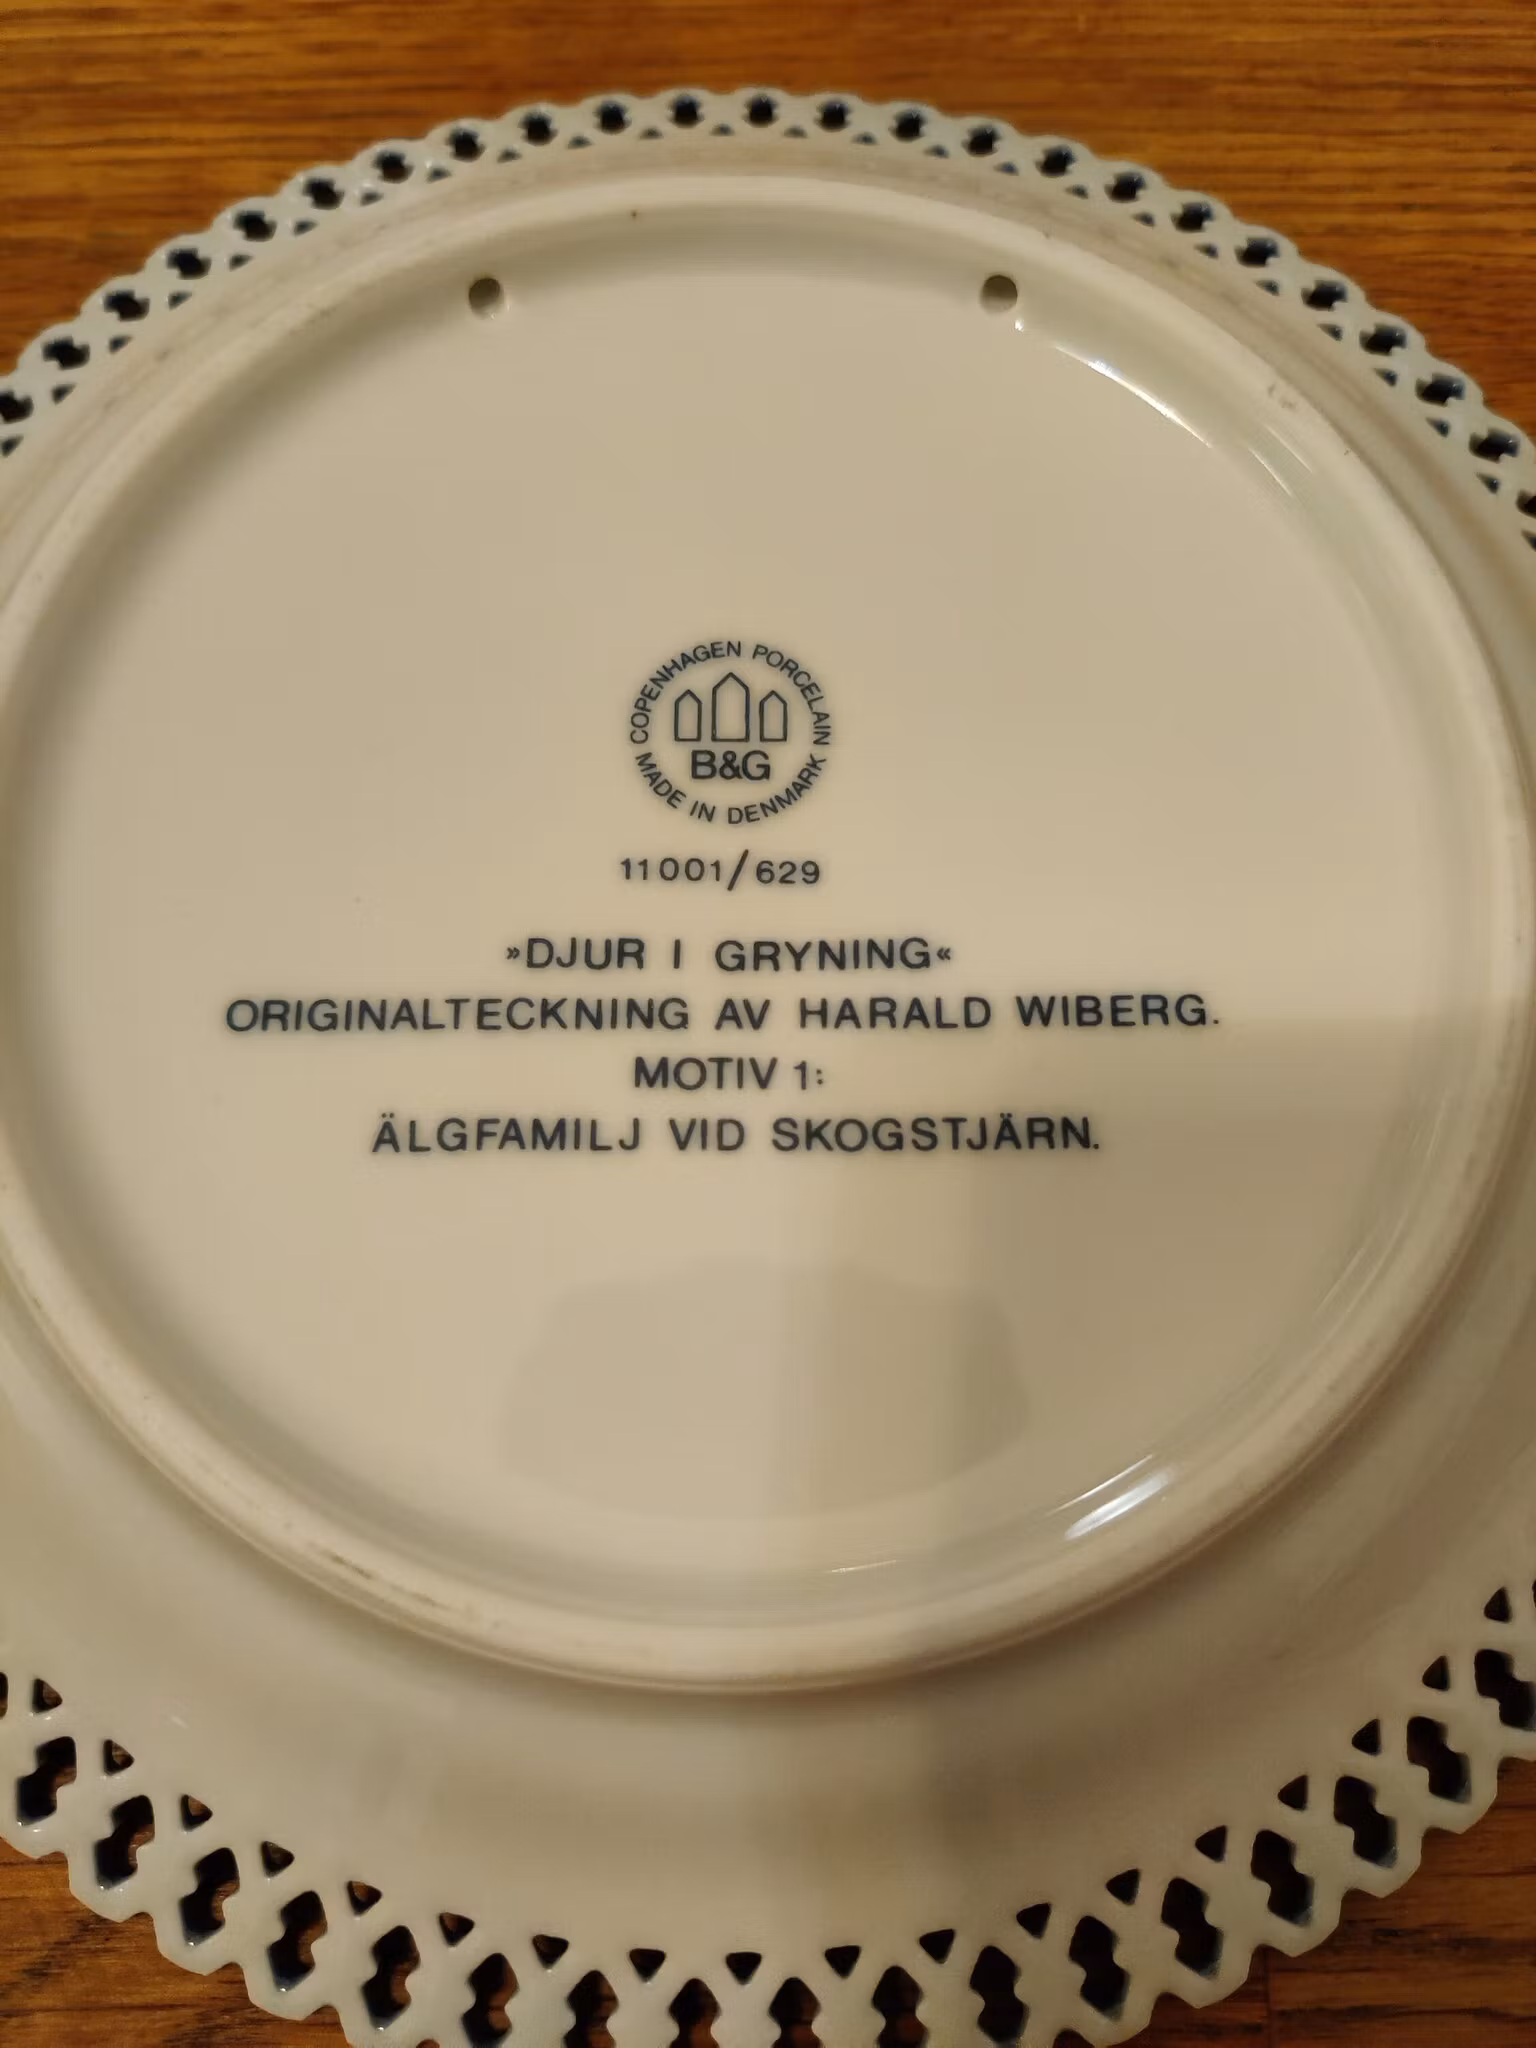 COPENHAGEN PORCELAIN
B&G
MADE IN DENMARK
11001/629
»DJUR I GRYNING«
ORIGINALTECKNING AV HARALD WIBERG.
MOTIV 1:
ÄLGFAMILJ VID SKOGSTJÄRN.